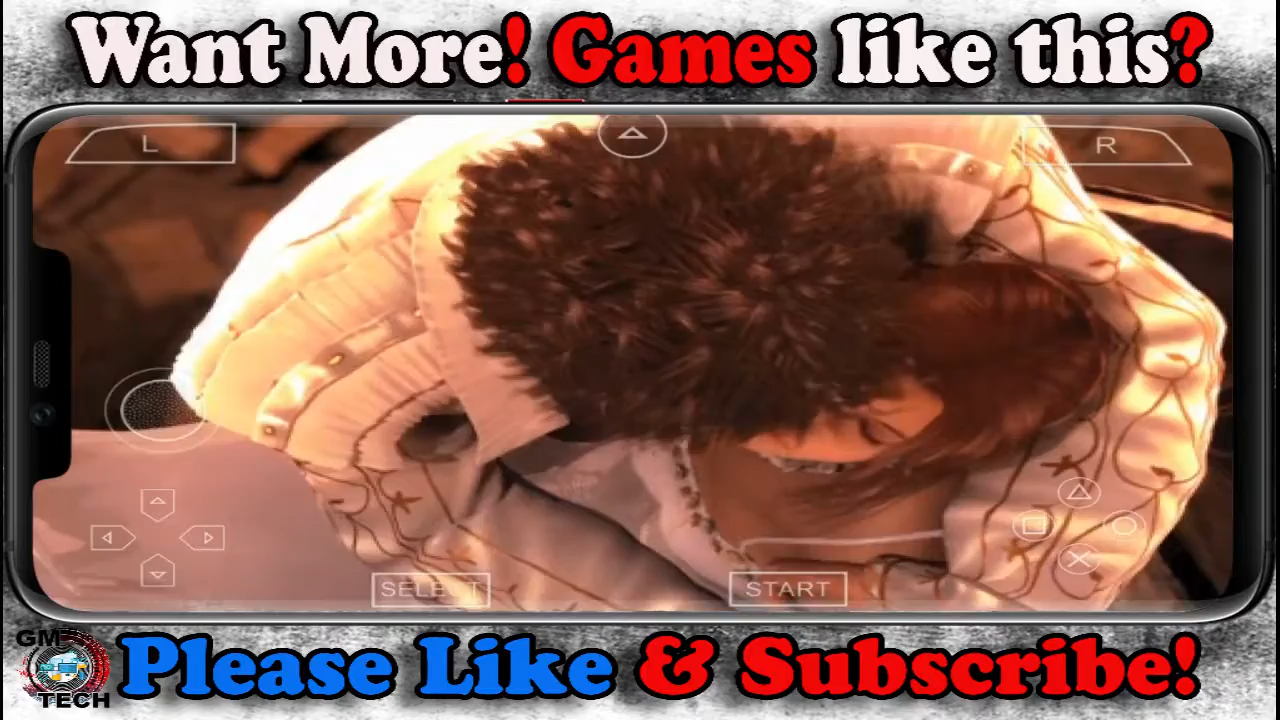 Want More! Games like this?
L
R
SELECT
START
GM
TECH
Please Like & Subscribe!